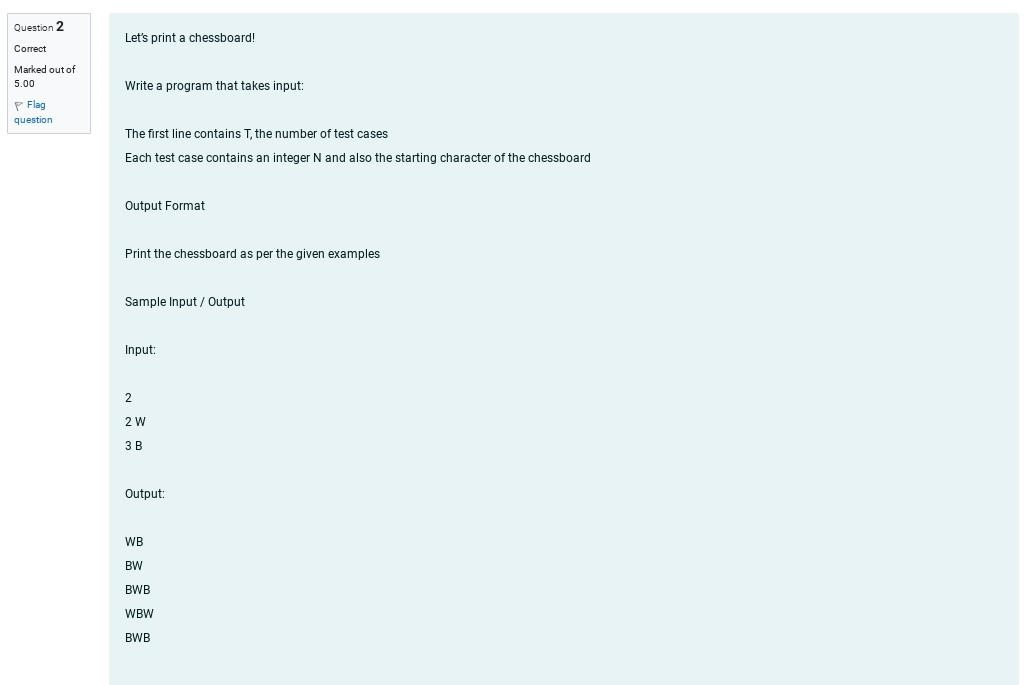 Question 2
Correct
Marked out of
5.00
Flag
question
Let’s print a chessboard!
Write a program that takes input:
The first line contains T, the number of test cases
Each test case contains an integer N and also the starting character of the chessboard
Output Format
Print the chessboard as per the given examples
Sample Input / Output
Input:
2
2 W
3 B
Output:
WB
BW
BWB
WBW
BWB